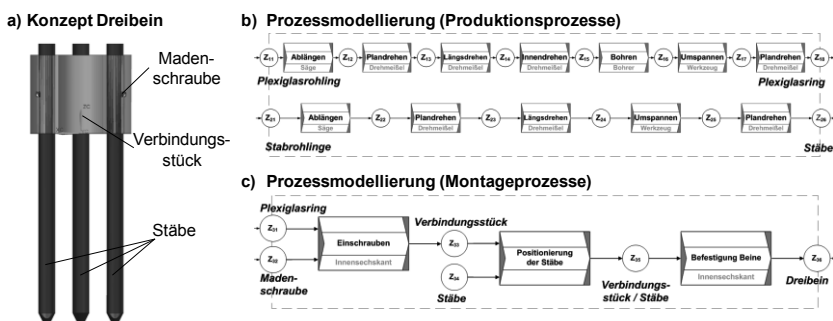 a) Konzept Dreibein
Maden-
schraube
Verbindungs-
stück
Stäbe
b) Prozessmodellierung (Produktionsprozesse)
Z11 Ablängen Z12 Plandrehen Z13 Längsdrehen Z14 Innendrehen Z15 Bohren Z16 Umspannen Z17 Plandrehen Z18
Säge Drehmeißel Drehmeißel Drehmeißel Bohrer Werkzeug Drehmeißel
Plexiglasrohling Plexiglasring
Z21 Ablängen Z22 Plandrehen Z23 Längsdrehen Z24 Umspannen Z27 Plandrehen Z26
Säge Drehmeißel Drehmeißel Werkzeug Drehmeißel
Stabrohlinge Stäbe
c) Prozessmodellierung (Montageprozesse)
Plexiglasring
Verbindungsstück
Z31 Einschrauben Z33 Positionierung
der Stäbe Z35 Befestigung Beine Z36
Z32 Innensechskant Z34 Innensechskant
Maden-
schraube
Stäbe
Verbindungs-
stück / Stäbe
Dreibein